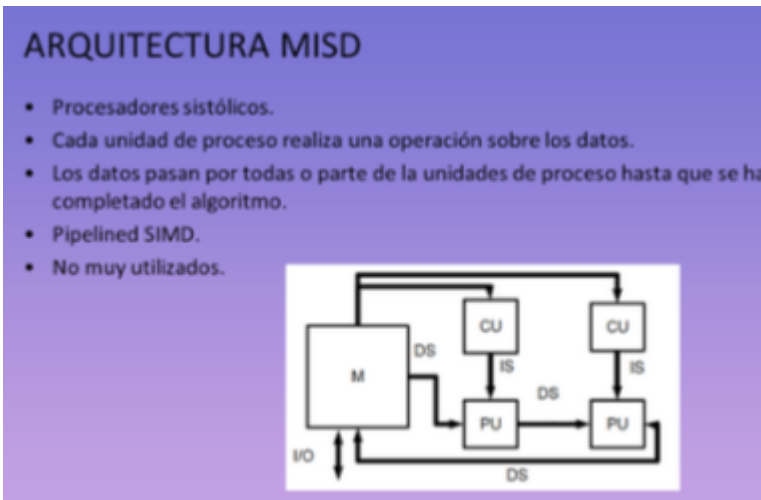 ARQUITECTURA MISD
• Procesadores sistólicos.
• Cada unidad de proceso realiza una operación sobre los datos.
• Los datos pasan por todas o parte de la unidades de proceso hasta que se ha
completado el algoritmo.
• Pipelined SIMD.
• No muy utilizados.
CU CU
DS IS IS
M
DS
PU PU
I/O
DS